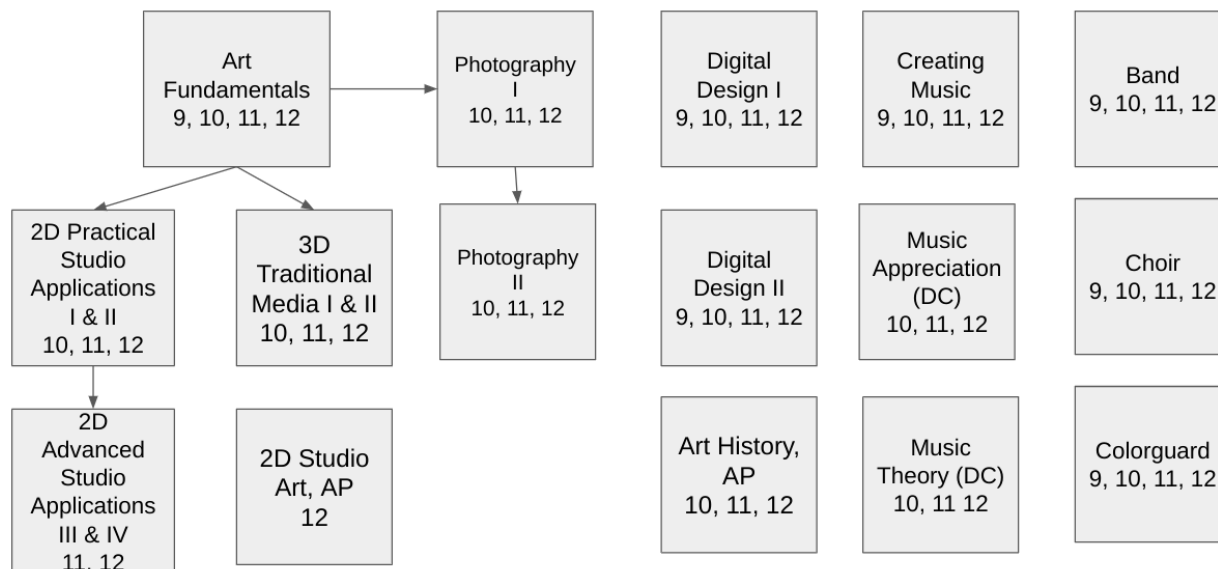 Art
Fundamentals
9, 10, 11, 12
Photography
I
10, 11, 12
Digital
Design I
9, 10, 11, 12
Creating
Music
9, 10, 11, 12
Band
9, 10, 11, 12
2D Practical
Studio
Applications
I & II
10, 11, 12
3D
Traditional
Media I & II
10, 11, 12
Photography
II
10, 11, 12
Digital
Design II
9, 10, 11, 12
Music
Appreciation
(DC)
10, 11, 12
Choir
9, 10, 11, 12
2D
Advanced
Studio
Applications
III & IV
11, 12
2D Studio
Art, AP
12
Art History,
AP
10, 11, 12
Music
Theory (DC)
10, 11 12
Colorguard
9, 10, 11, 12